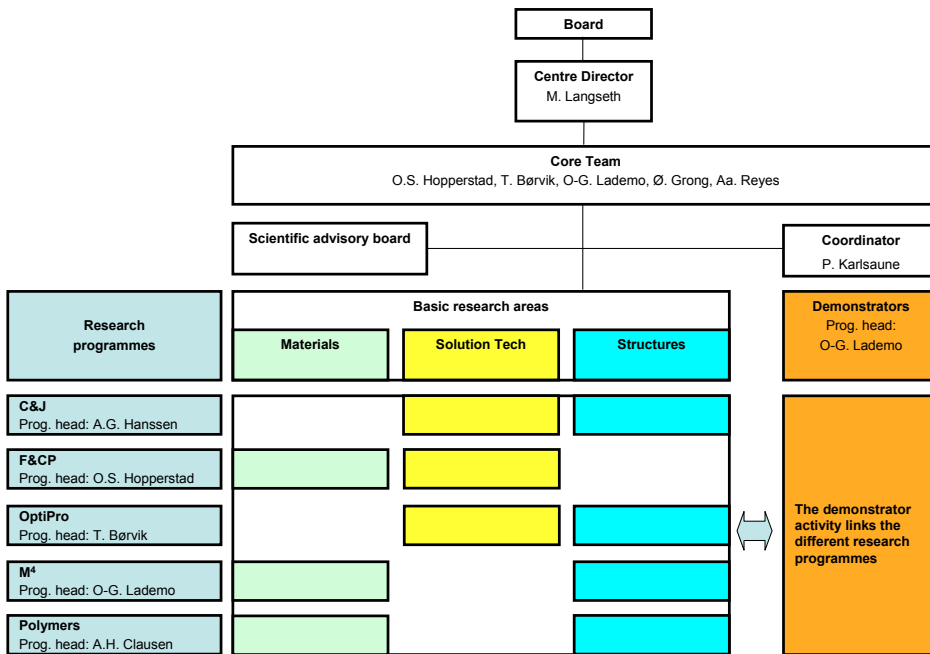 Board
Centre Director
M. Langseth
Core Team
O.S. Hopperstad, T. Børvik, O-G. Lademo, Ø. Grong, Aa. Reyes
Scientific advisory board
Coordinator
P. Karlsaune
Research
programmes
Basic research areas
Materials
Solution Tech
Structures
Demonstrators
Prog. head:
O-G. Lademo
C&J
Prog. head: A.G. Hanssen
F&CP
Prog. head: O.S. Hopperstad
OptiPro
Prog. head: T. Børvik
M⁴
Prog. head: O-G. Lademo
Polymers
Prog. head: A.H. Clausen
The demonstrator
activity links the
different research
programmes